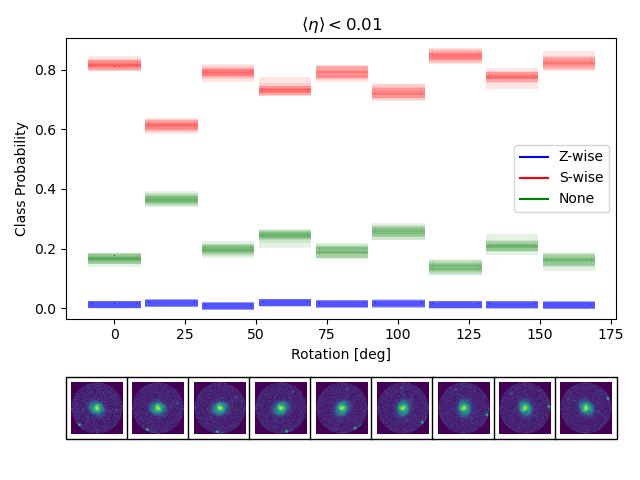 ⟨η⟩ < 0.01
Class Probability
0.8
0.6
0.4
0.2
0.0
Z-wise
S-wise
None
0 25 50 75 100 125 150 175
Rotation [deg]